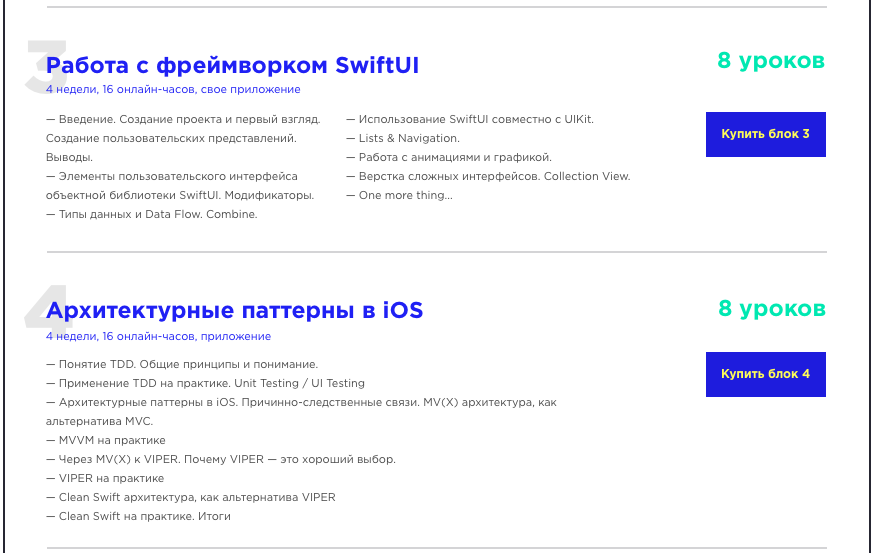 3
Работа с фреймворком SwiftUI
8 уроков
4 недели, 16 онлайн-часов, свое приложение
— Введение. Создание проекта и первый взгляд.
Создание пользовательских представлений.
Выводы.
— Элементы пользовательского интерфейса
объектной библиотеки SwiftUI. Модификаторы.
— Типы данных и Data Flow. Combine.
— Использование SwiftUI совместно с UIKit.
— Lists & Navigation.
— Работа с анимациями и графикой.
— Верстка сложных интерфейсов. Collection View.
— One more thing...
Купить блок 3
4
Архитектурные паттерны в iOS
8 уроков
4 недели, 16 онлайн-часов, приложение
— Понятие TDD. Общие принципы и понимание.
— Применение TDD на практике. Unit Testing / UI Testing
— Архитектурные паттерны в iOS. Причинно-следственные связи. MV(X) архитектура, как
альтернатива MVC.
— MVVM на практике
— Через MV(X) к VIPER. Почему VIPER — это хороший выбор.
— VIPER на практике
— Clean Swift архитектура, как альтернатива VIPER
— Clean Swift на практике. Итоги
Купить блок 4